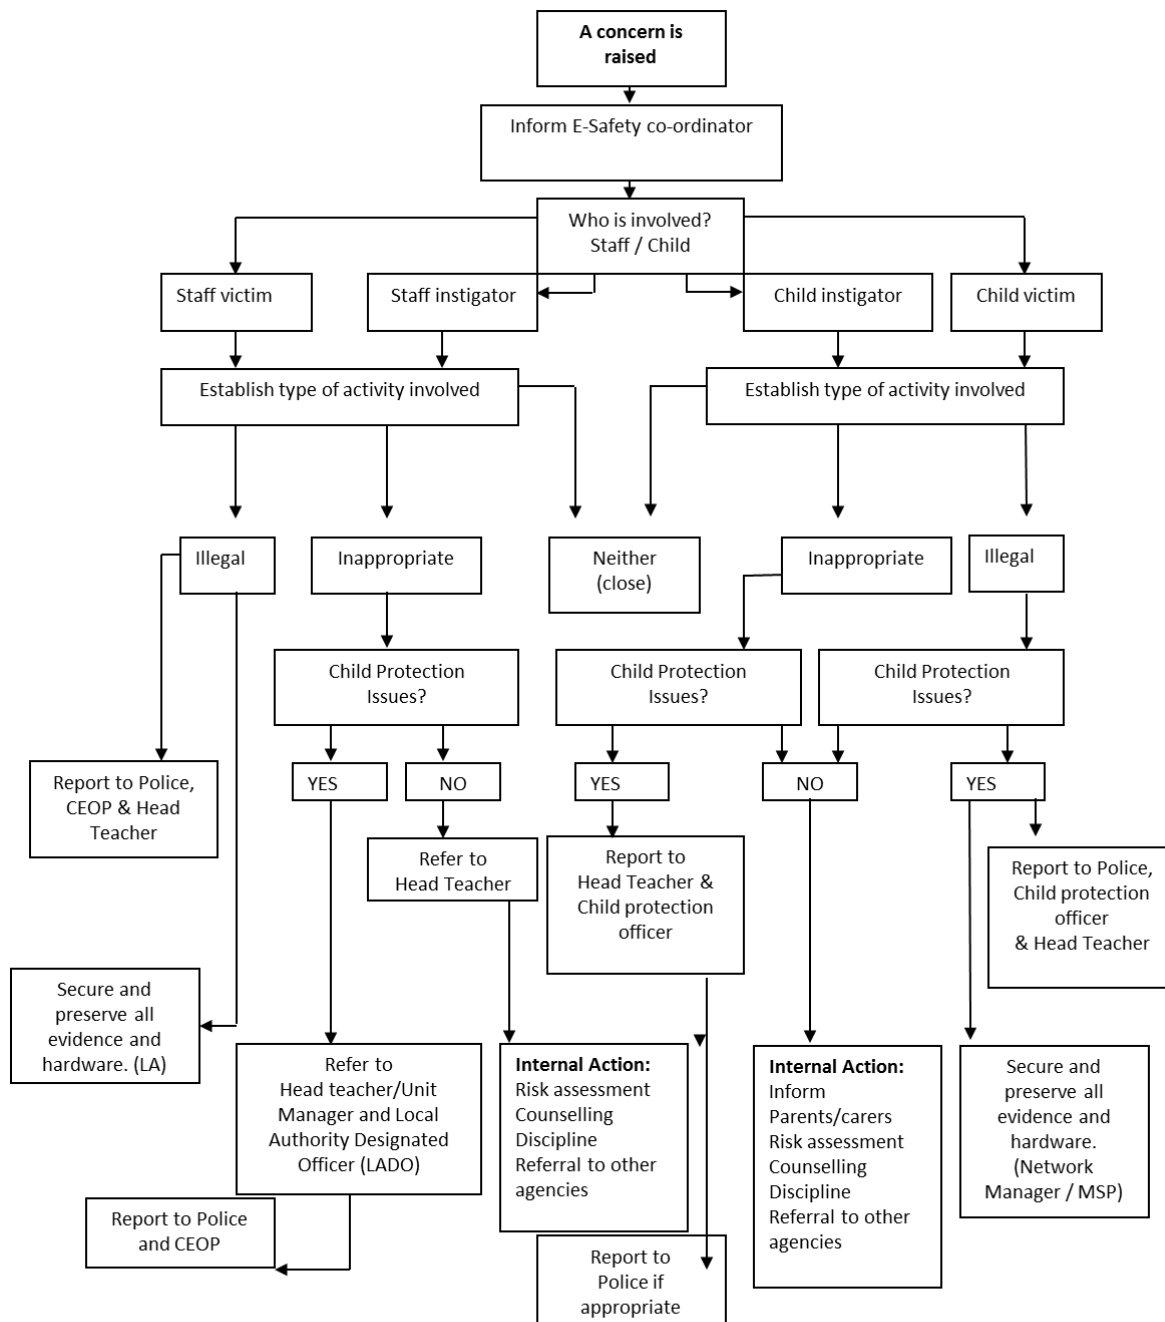 A concern is
raised
Inform E-Safety co-ordinator
Who is involved?
Staff / Child
Staff victim
Staff instigator
Child instigator
Child victim
Establish type of activity involved
Establish type of activity involved
Illegal
Inappropriate
Neither
(close)
Inappropriate
Illegal
Child Protection
Issues?
Child Protection
Issues?
Child Protection
Issues?
YES
NO
YES
NO
YES
Report to Police,
CEOP & Head
Teacher
Refer to
Head Teacher
Report to
Head Teacher &
Child protection
officer
Report to Police,
Child protection
officer
& Head Teacher
Secure and
preserve all
evidence and
hardware. (LA)
Refer to
Head teacher/Unit
Manager and Local
Authority Designated
Officer (LADO)
Internal Action:
Risk assessment
Counselling
Discipline
Referral to other
agencies
Internal Action:
Inform
Parents/carers
Risk assessment
Counselling
Discipline
Referral to other
agencies
Secure and
preserve all
evidence and
hardware.
(Network
Manager / MSP)
Report to Police
and CEOP
Report to
Police if
appropriate